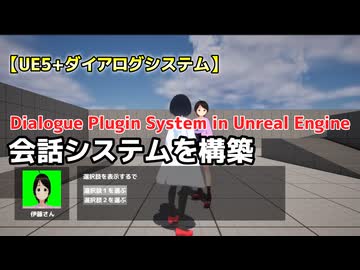 【UE5+ダイアログシステム】
Dialogue Plugin System in Unreal Engine
会話システムを構築
選択肢を表示するで
選択肢１を選ぶ
選択肢２を選ぶ
伊藤さん